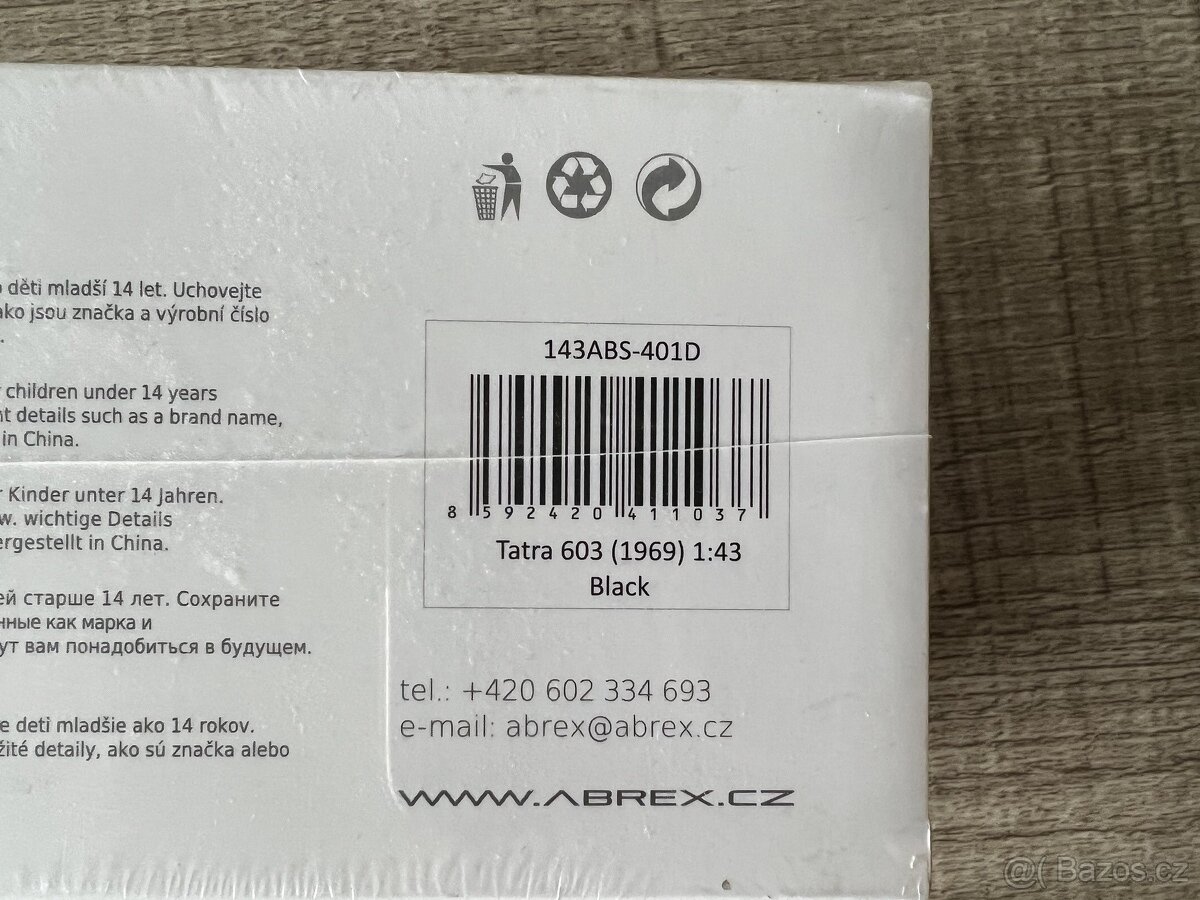 děti mladší 14 let. Uchovejte
ako jsou značka a výrobní číslo
.
children under 14 years
nt details such as a brand name,
in China.
r Kinder unter 14 Jahren.
w. wichtige Details
ergestellt in China.
ей старше 14 лет. Сохраните
нные как марка и
ут вам понадобиться в будущем.
e deti mladšie ako 14 rokov.
žité detaily, ako sú značka alebo
143ABS-401D
8 592420 411037
Tatra 603 (1969) 1:43
Black
tel.: +420 602 334 693
e-mail: abrex@abrex.cz
WWW.ABREX.CZ
@( Bazos.cz